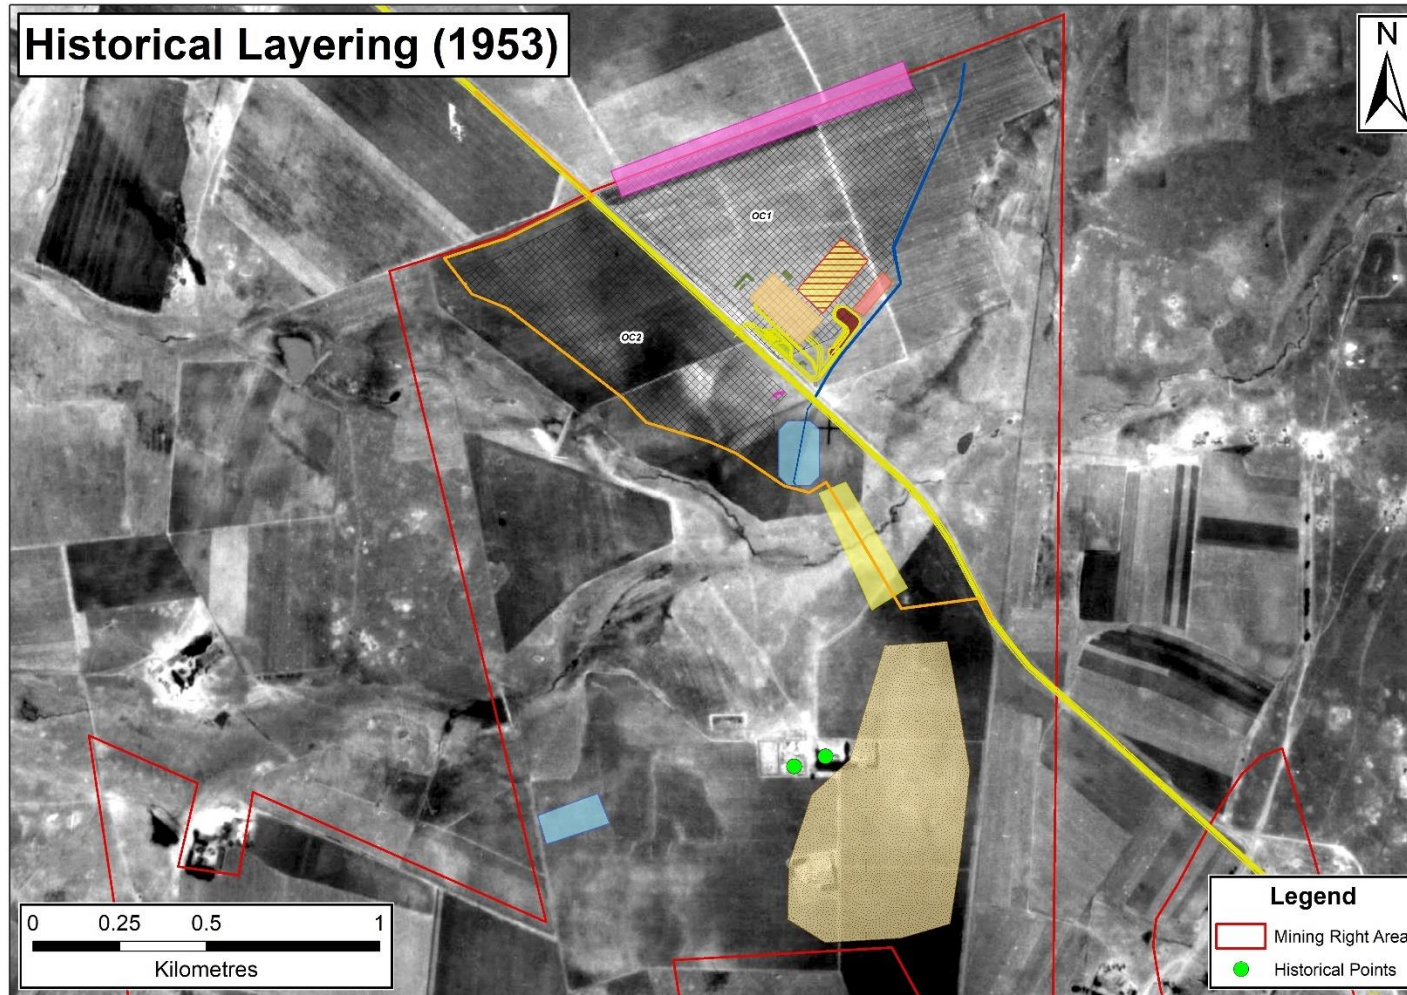 Historical Layering (1953)
N
OC1
OC2
0 0.25 0.5 1
Kilometres
Legend
Mining Right Area
Historical Points